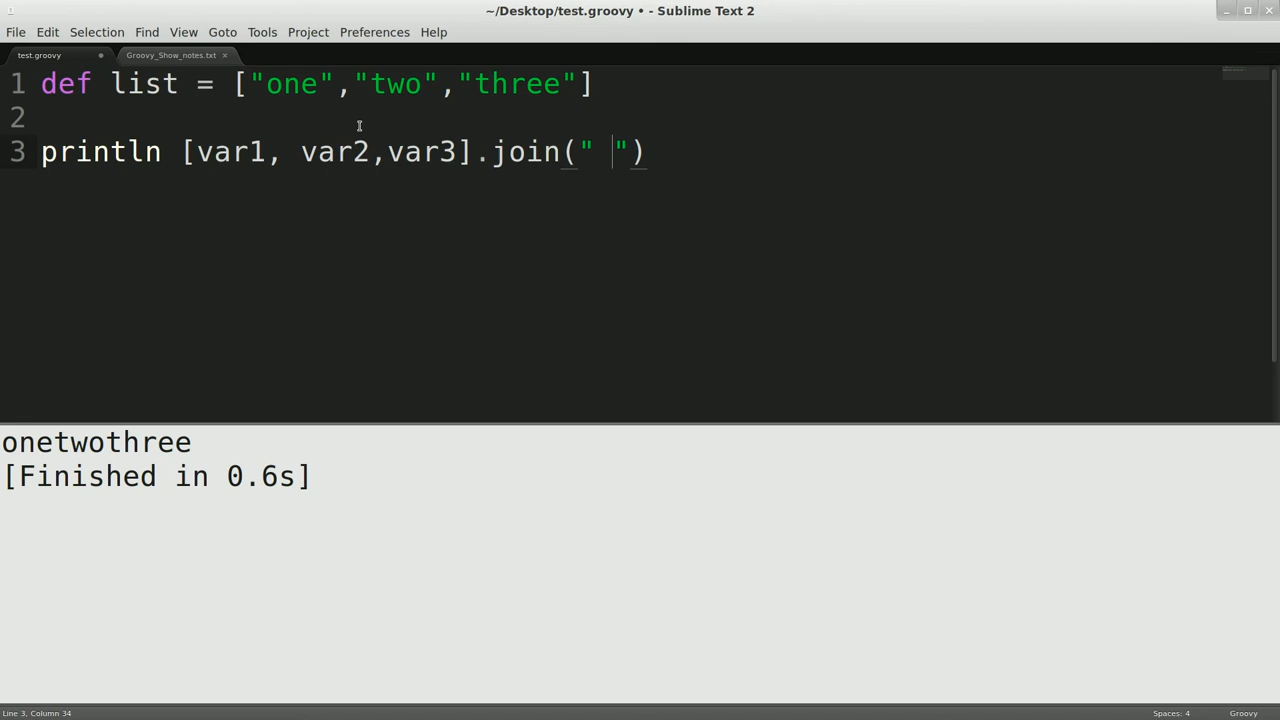 ~/Desktop/test.groovy • - Sublime Text 2
File Edit Selection Find View Goto Tools Project Preferences Help
test.groovy Groovy_Show_notes.txt ×
1 def list = ["one","two","three"]
2
3 println [var1, var2,var3].join(" ")
onetwothree
[Finished in 0.6s]
Line 3, Column 34 Spaces: 4 Groovy